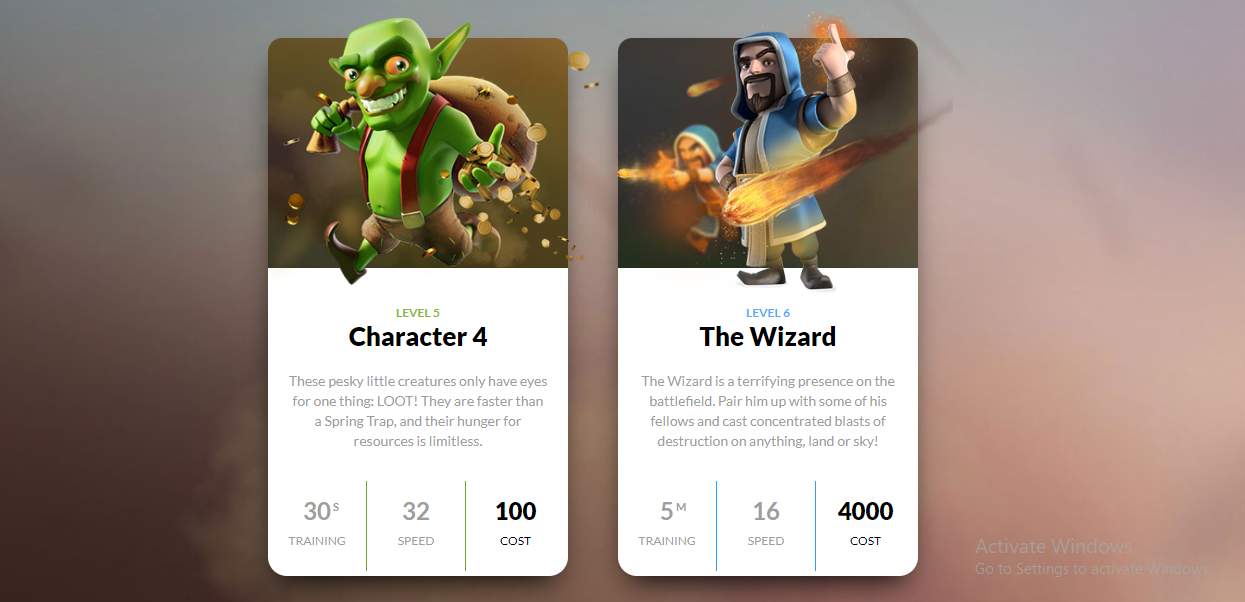 LEVEL 5
Character 4
These pesky little creatures only have eyes
for one thing: LOOT! They are faster than
a Spring Trap, and their hunger for
resources is limitless.
30S
TRAINING
32
SPEED
100
COST
LEVEL 6
The Wizard
The Wizard is a terrifying presence on the
battlefield. Pair him up with some of his
fellows and cast concentrated blasts of
destruction on anything, land or sky!
5M
TRAINING
16
SPEED
4000
COST
Activate Windows
Go to Settings to activate Windows.